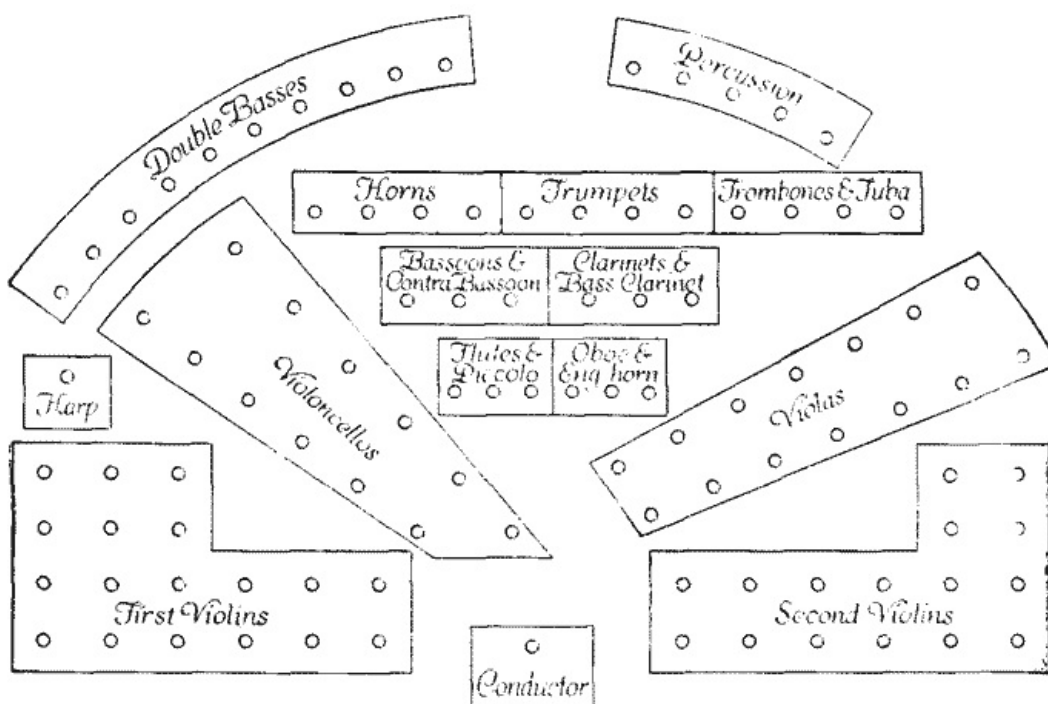 Double Basses
Percussion
Horns
Trumpets
Trombones & Tuba
Bassoons &
Contra Bassoon
Clarinets &
Bass Clarinet
Flutes &
Piccolo
Oboe &
Eng horn
Harp
Violoncellos
Violas
First Violins
Second Violins
Conductor